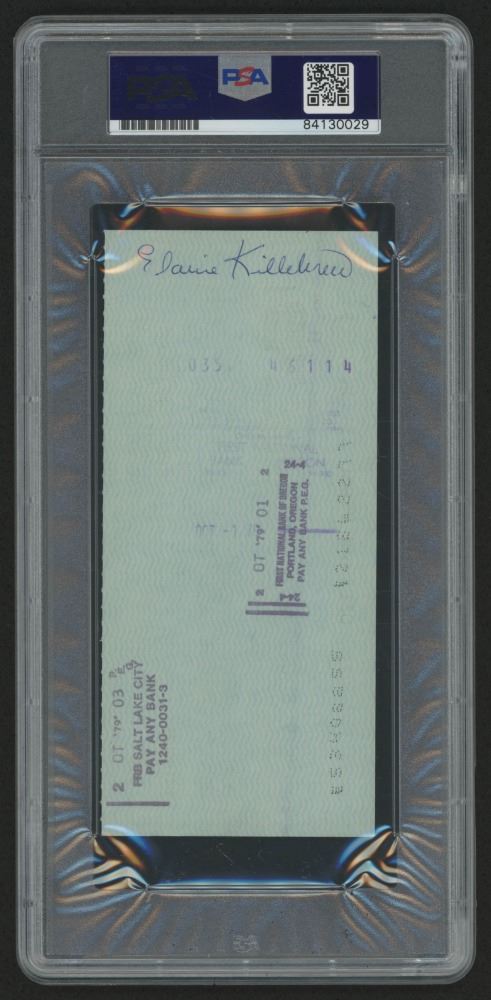 PSA
84130029
Elaine Killebrew
035. 46114
2 OT '79' 01 2
FIRST NATIONAL BANK OF OREGON
PORTLAND, OREGON
PAY ANY BANK P.E.G.
24-4
2 OT '79' 03 P.E.G.
FRB SALT LAKE CITY
PAY ANY BANK
1240-0031-3